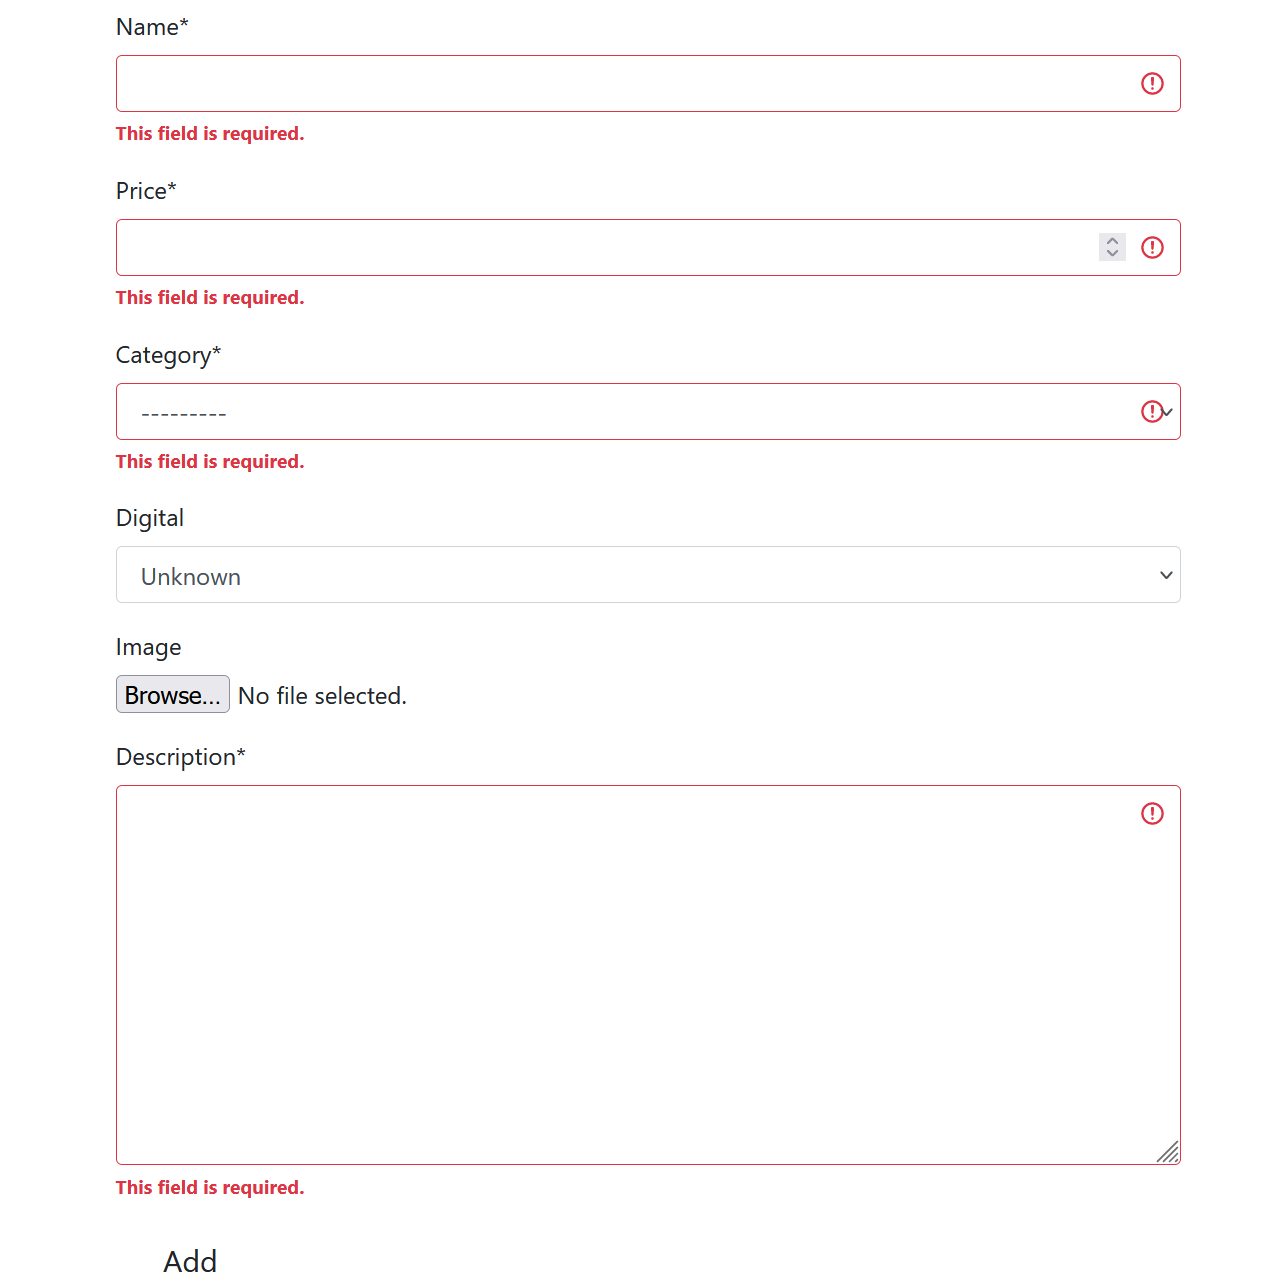 Name*
This field is required.
Price*
This field is required.
Category*
---------
This field is required.
Digital
Unknown
Image
Browse... No file selected.
Description*
This field is required.
Add